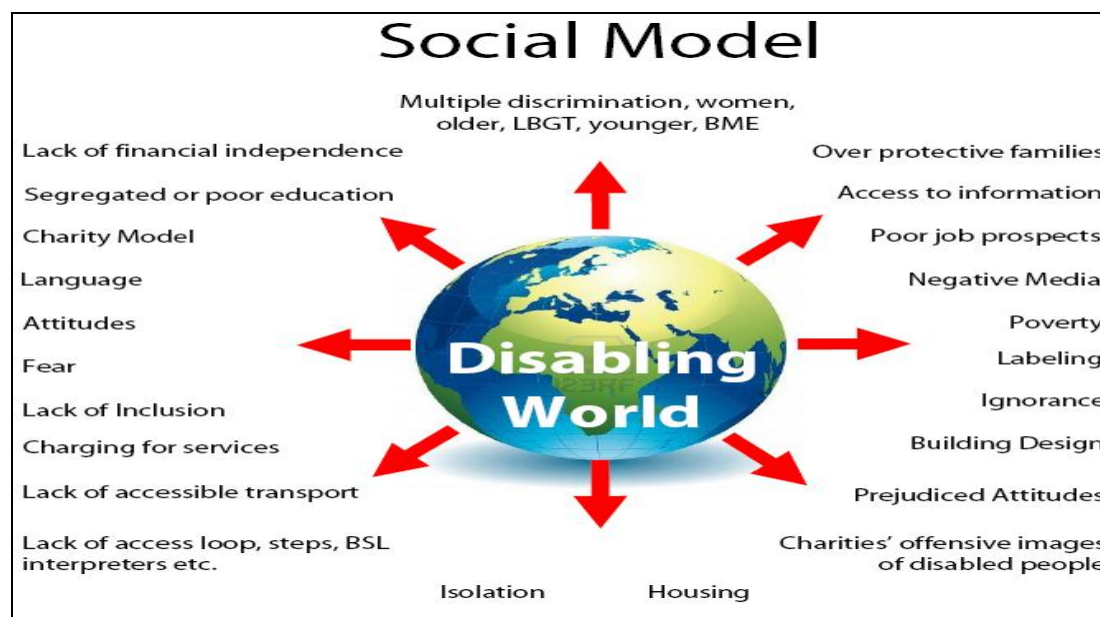 Social Model
Multiple discrimination, women,
older, LBGT, younger, BME
Lack of financial independence
Segregated or poor education
Charity Model
Language
Attitudes
Fear
Lack of Inclusion
Charging for services
Lack of accessible transport
Lack of access loop, steps, BSL
interpreters etc.
Over protective families
Access to information
Poor job prospects
Negative Media
Poverty
Labeling
Ignorance
Building Design
Prejudiced Attitudes
Charities' offensive images
of disabled people
Disabling
World
Isolation
Housing